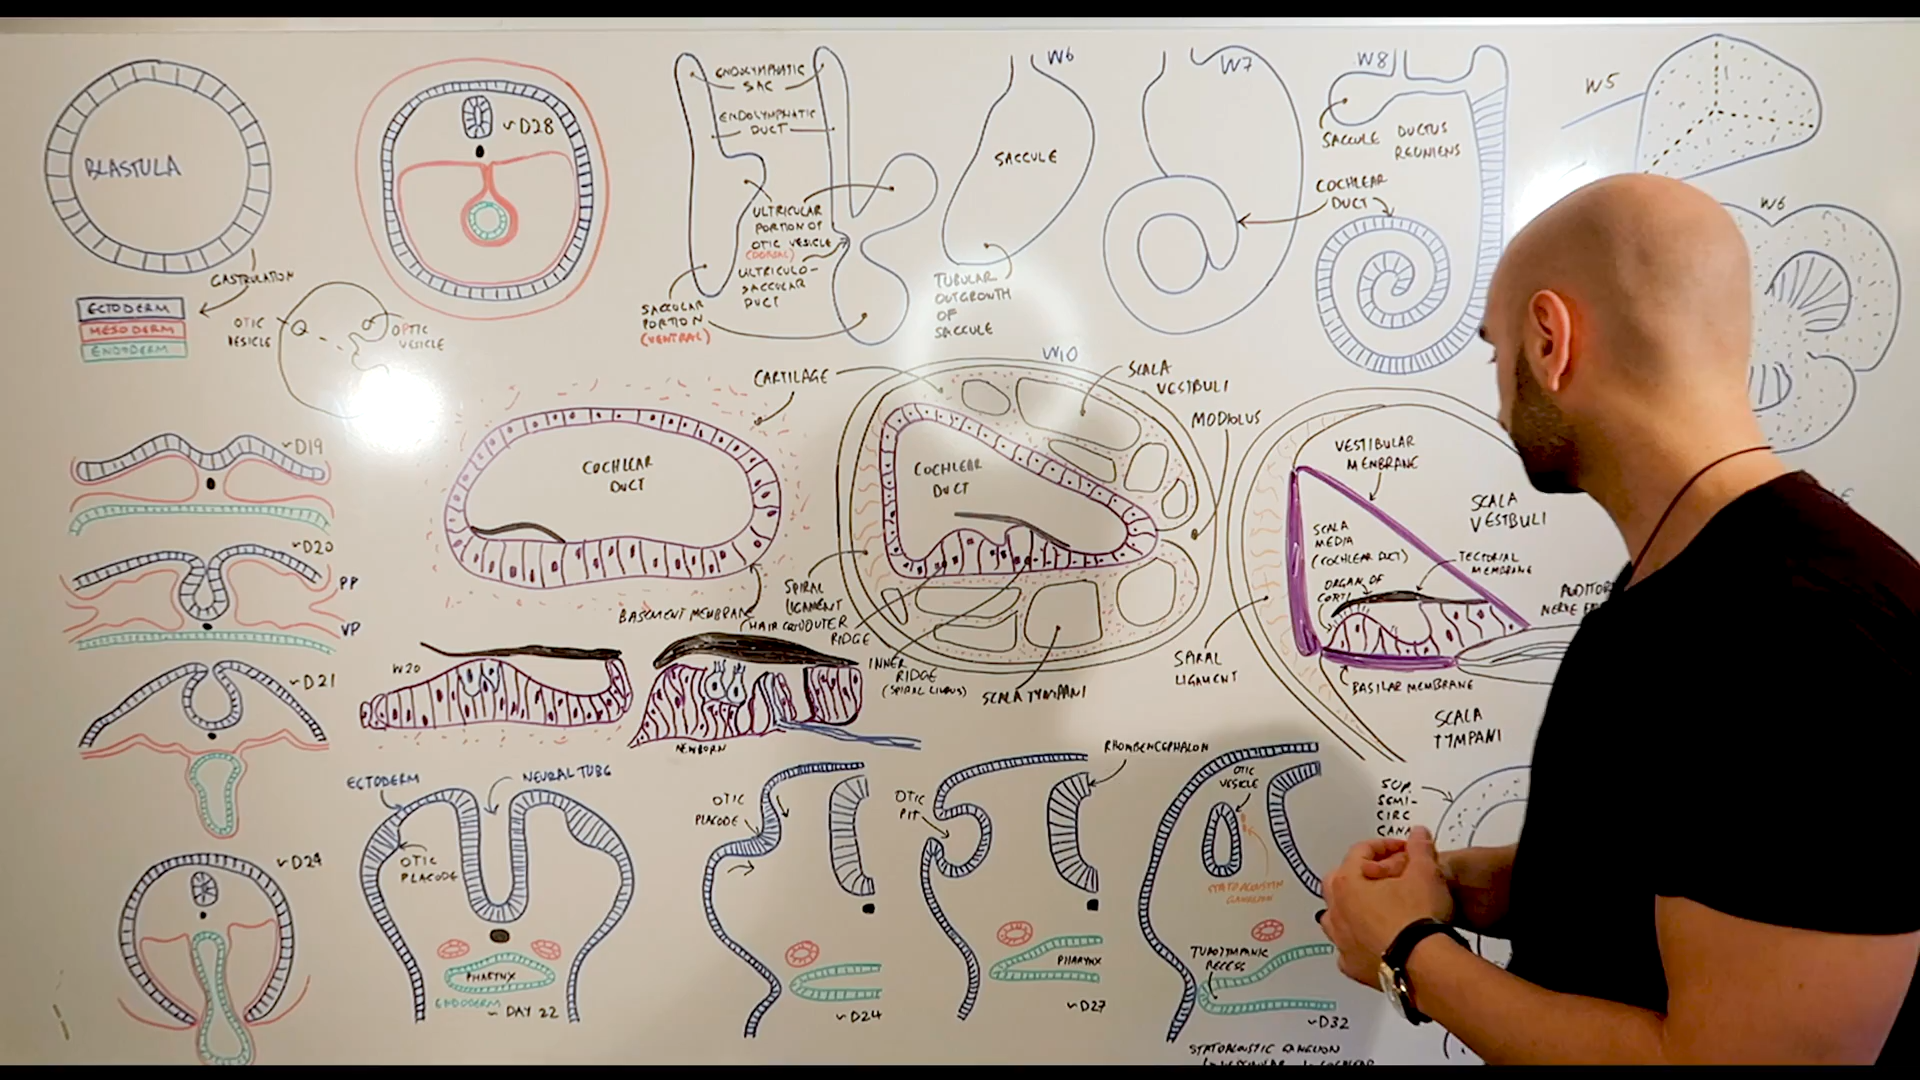 BLASTULA
GASTRULATION
ECTODERM
MESODERM
ENDODERM
~D28
OTIC
VESICLE
OPTIC
VESICLE
ENDOLYMPHATIC
SAC
ENDOLYMPHATIC
DUCT
ULTRICULAR
PORTION OF
OTIC VESICLE
(DORSAL)
ULTRICULO-
SACCULAR
DUCT
SACCULAR
PORTION
(VENTRAL)
W6
SACCULE
TUBULAR
OUTGROWTH
OF
SACCULE
W7
W8
SACCULE
DUCTUS
REUNIENS
COCHLEAR
DUCT
W5
W6
~D19
~D20
PP
VP
~D21
~D24
CARTILAGE
COCHLEAR
DUCT
BASEMENT MEMBRANE
W10
SCALA
VESTIBULI
MODIOLUS
COCHLEAR
DUCT
SPIRAL
LIGAMENT
OUTER
RIDGE
INNER
RIDGE
(SPIRAL LIMBUS)
SCALA TYMPANI
VESTIBULAR
MEMBRANE
SCALA
VESTBULI
SCALA
MEDIA
(COCHLEAR DUCT)
TECTORIAL
MEMBRANE
ORGAN OF
CORTI
SPIRAL
LIGAMENT
BASILAR MEMBRANE
SCALA
TYMPANI
W20
NEWBORN
ECTODERM
NEURAL TUBE
OTIC
PLACODE
PHARYNX
ENDODERM
~ DAY 22
OTIC
PLACODE
~D24
OTIC
PIT
RHOMBENCEPHALON
PHARYNX
~D27
OTIC
VESICLE
STATOACOUSTIC
GANGLION
TUBOTYMPANIC
RECESS
~D32
STATOACOUSTIC GANGLION
SUP.
SEMI-
CIRC